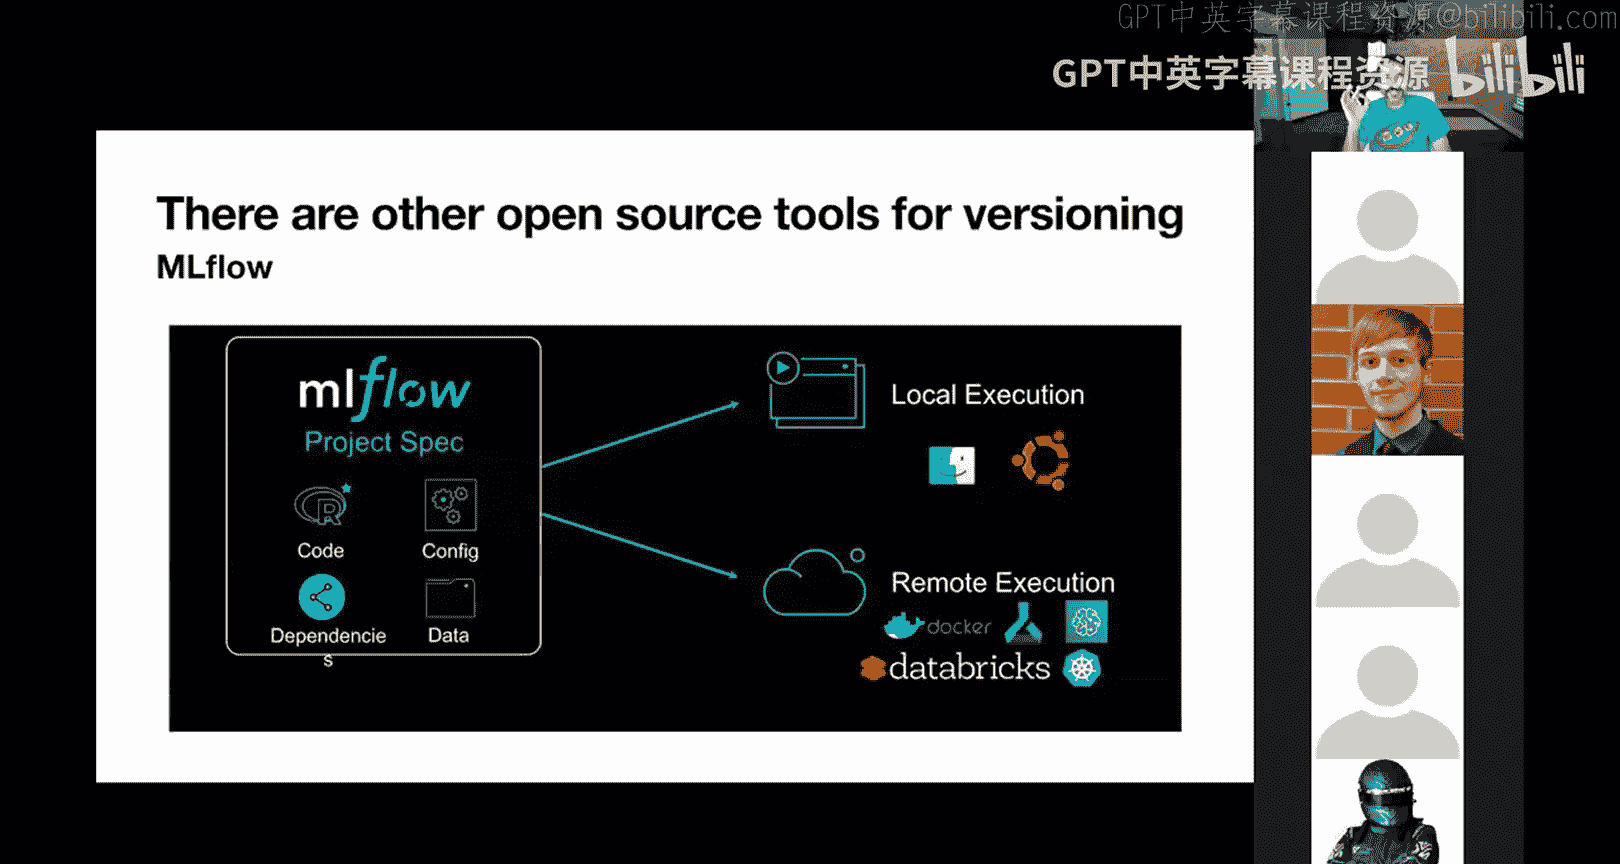 GPT中英字幕课程资源@bilibili.com
GPT中英字幕课程资源 bilibili
There are other open source tools for versioning
MLflow
mlflow
Project Spec
Code
Config
Dependencie
s
Data
Local Execution
Remote Execution
docker
databricks